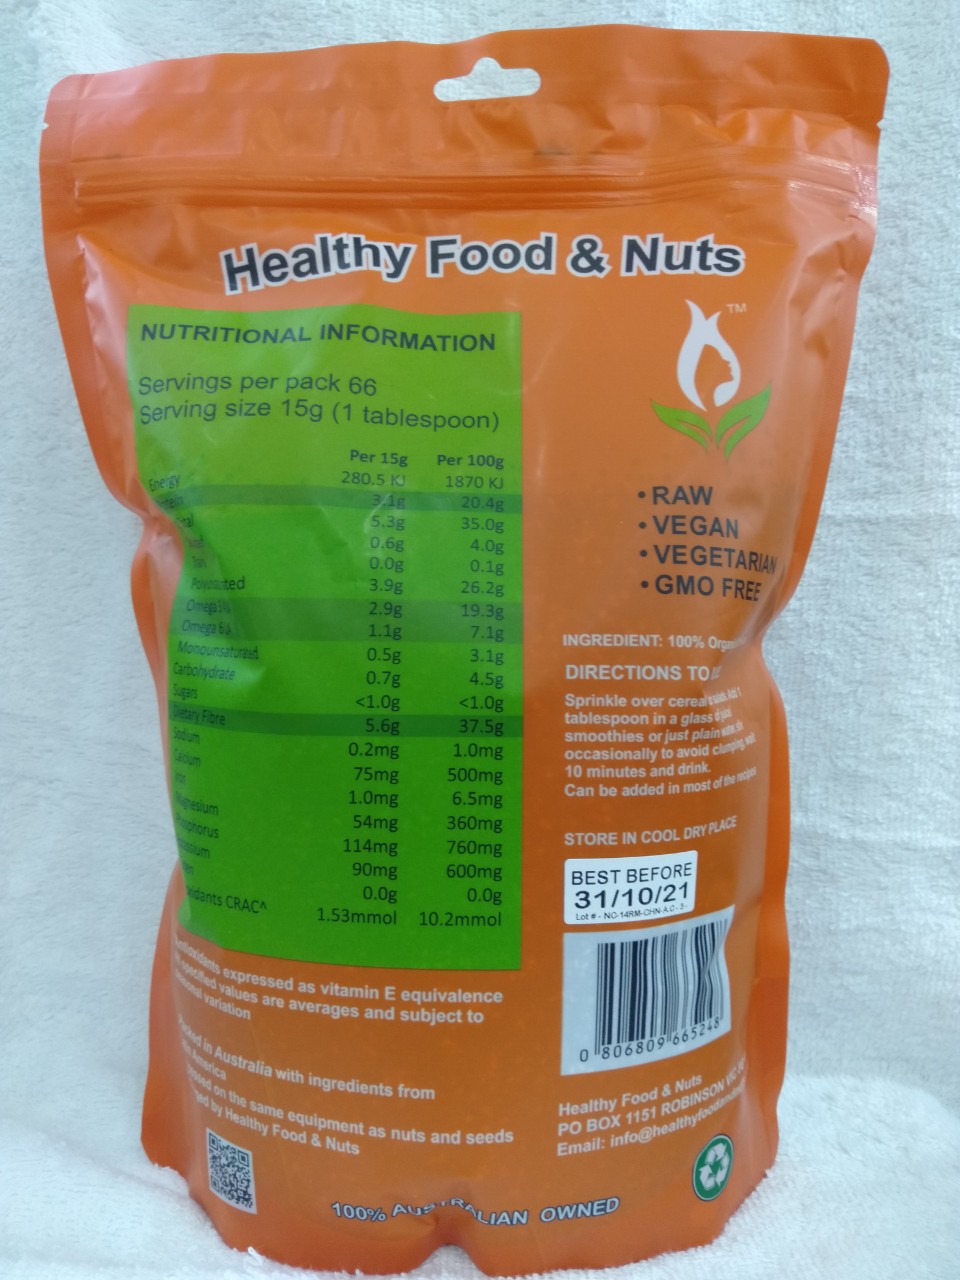 Healthy Food & Nuts
TM
NUTRITIONAL INFORMATION
Servings per pack 66
Serving size 15g (1 tablespoon)
Per 15g Per 100g
Energy 280.5 KJ 1870 KJ
3.1g 20.4g
5.3g 35.0g
0.6g 4.0g
0.0g 0.1g
3.9g 26.2g
Omega 3 2.9g 19.3g
Omega 6 1.1g 7.1g
Monounsaturated 0.5g 3.1g
Carbohydrate 0.7g 4.5g
Sugars <1.0g <1.0g
Dietary Fibre 5.6g 37.5g
Sodium 0.2mg 1.0mg
Calcium 75mg 500mg
1.0mg 6.5mg
54mg 360mg
114mg 760mg
90mg 600mg
0.0g 0.0g
CRAC^ 1.53mmol 10.2mmol
expressed as vitamin E equivalence
values are averages and subject to
variation
in Australia with ingredients from
America
on the same equipment as nuts and seeds
by Healthy Food & Nuts
• RAW
• VEGAN
• VEGETARIAN
• GMO FREE
INGREDIENT: 100%
DIRECTIONS TO
Sprinkle over cereal
tablespoon in a glass
smoothies or just plain water,
occasionally to avoid clumping, wait
10 minutes and drink.
Can be added in most of the recipes
STORE IN COOL DRY PLACE
BEST BEFORE
31/10/21
Lot # - NC-14RM-CHN-A.C - 3 -
0 806809 665248
Healthy Food & Nuts
PO BOX 1151 ROBINSON VIC
Email:
100% AUSTRALIAN OWNED